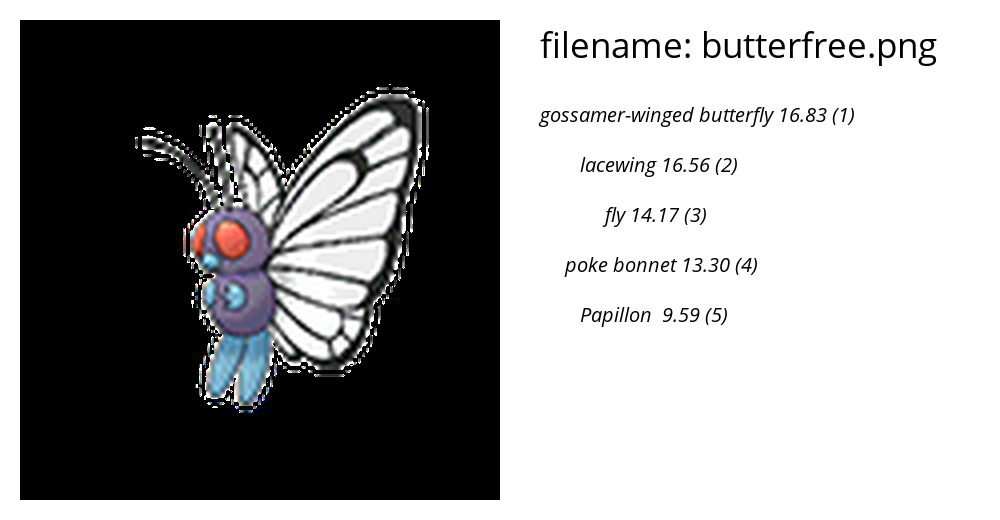 filename: butterfree.png
gossamer-winged butterfly 16.83 (1)
lacewing 16.56 (2)
fly 14.17 (3)
poke bonnet 13.30 (4)
Papillon  9.59 (5)